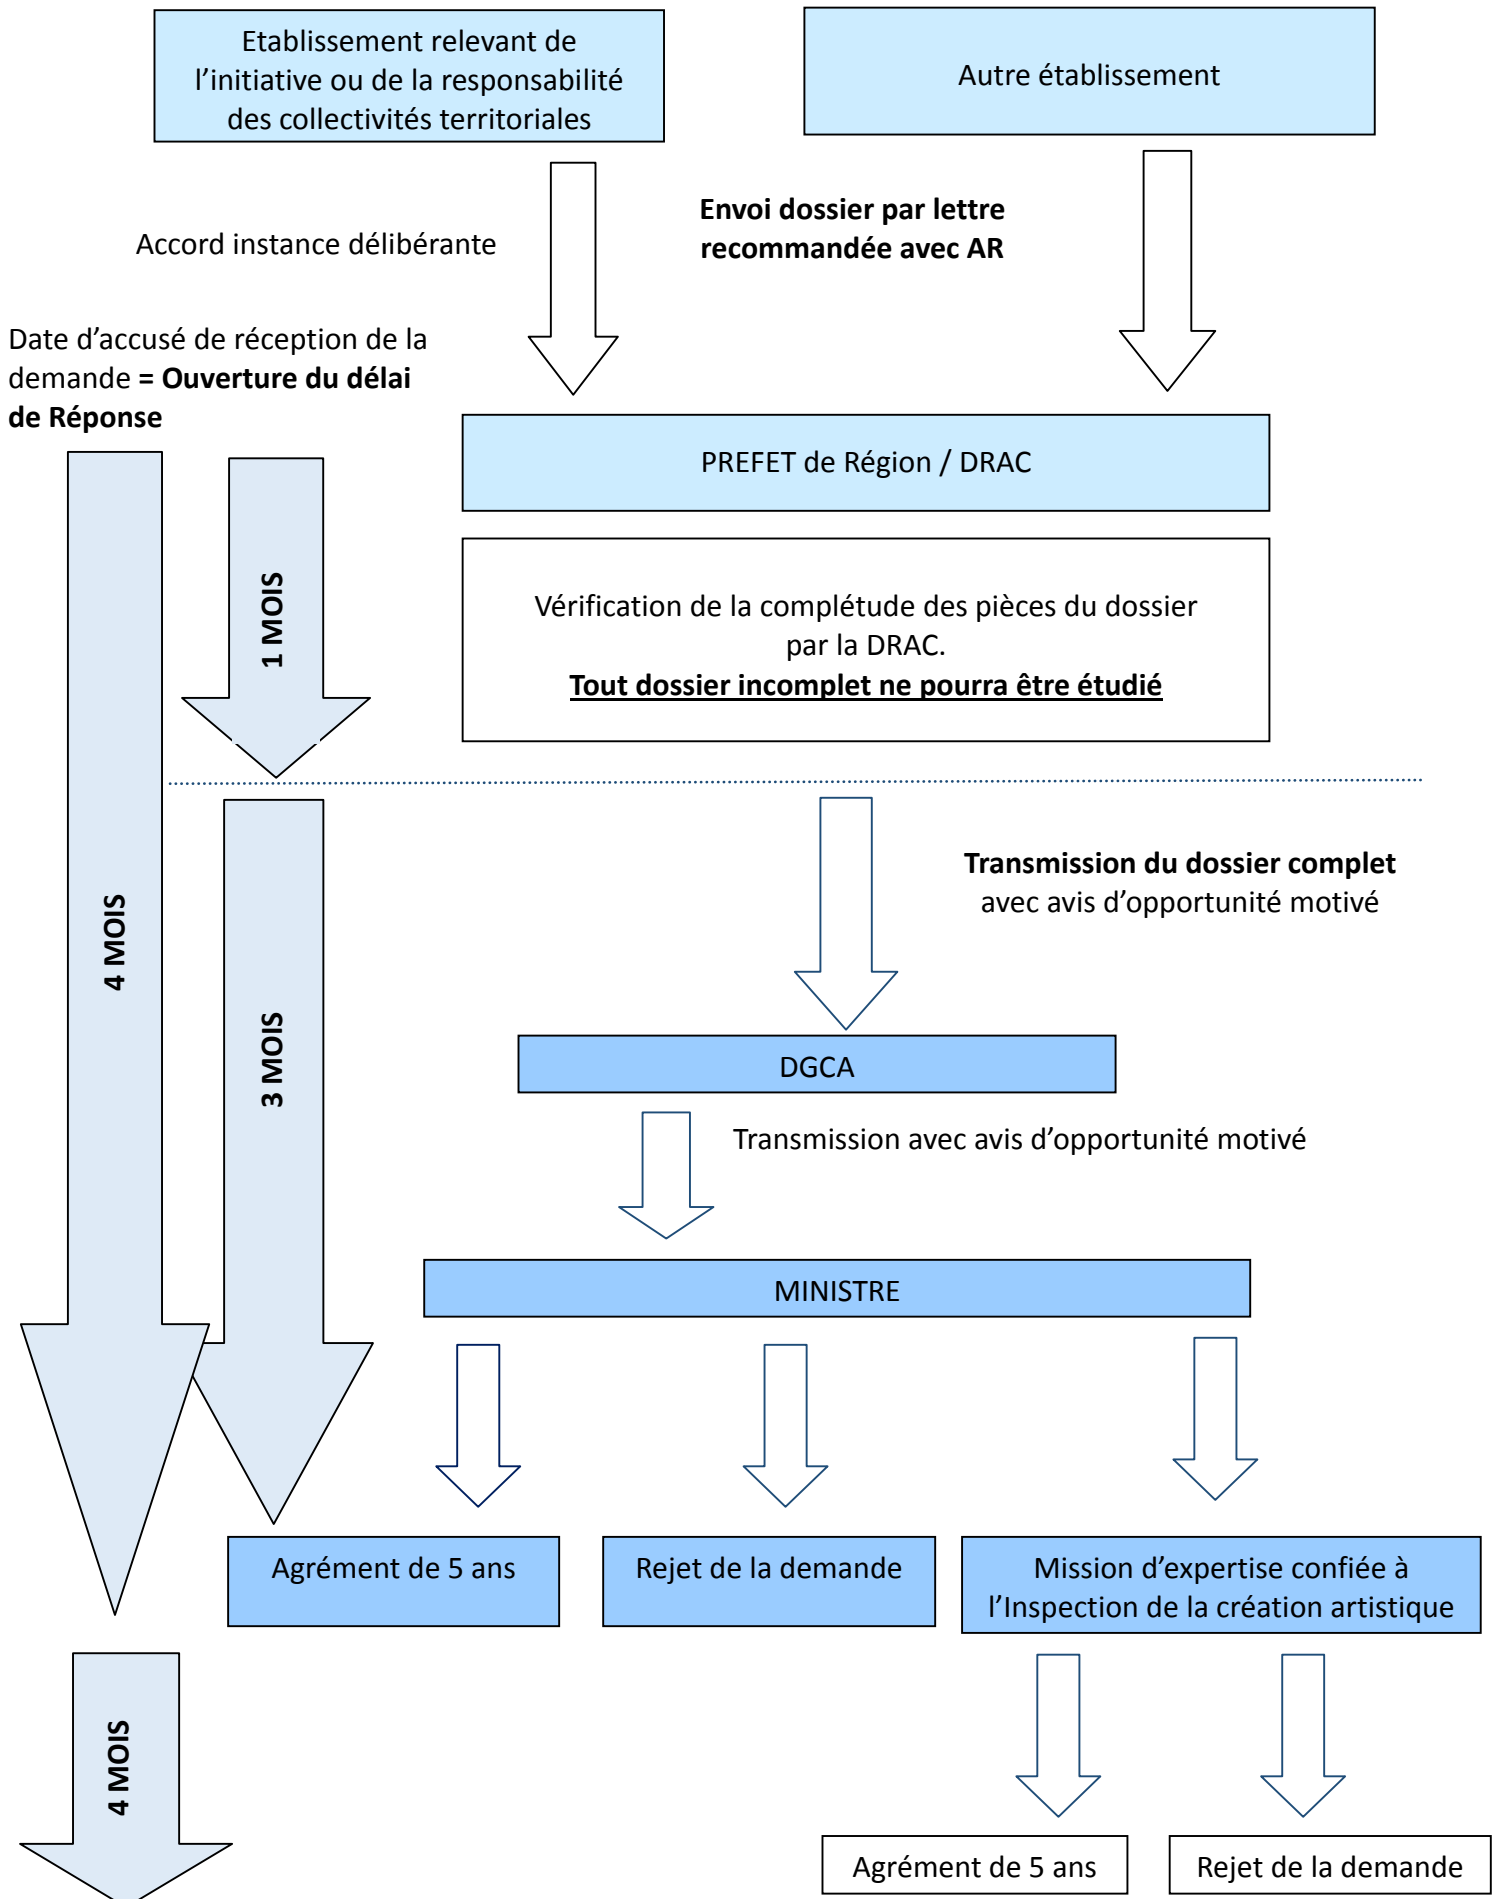 Etablissement relevant de
l’initiative ou de la responsabilité
des collectivités territoriales
Autre établissement
Accord instance délibérante
Envoi dossier par lettre
recommandée avec AR
Date d’accusé de réception de la
demande = Ouverture du délai
de Réponse
PREFET de Région / DRAC
1 MOIS
Vérification de la complétude des pièces du dossier
par la DRAC.
Tout dossier incomplet ne pourra être étudié
4 MOIS
3 MOIS
Transmission du dossier complet
avec avis d’opportunité motivé
DGCA
Transmission avec avis d’opportunité motivé
MINISTRE
Agrément de 5 ans
Rejet de la demande
Mission d’expertise confiée à
l’Inspection de la création artistique
4 MOIS
Agrément de 5 ans
Rejet de la demande